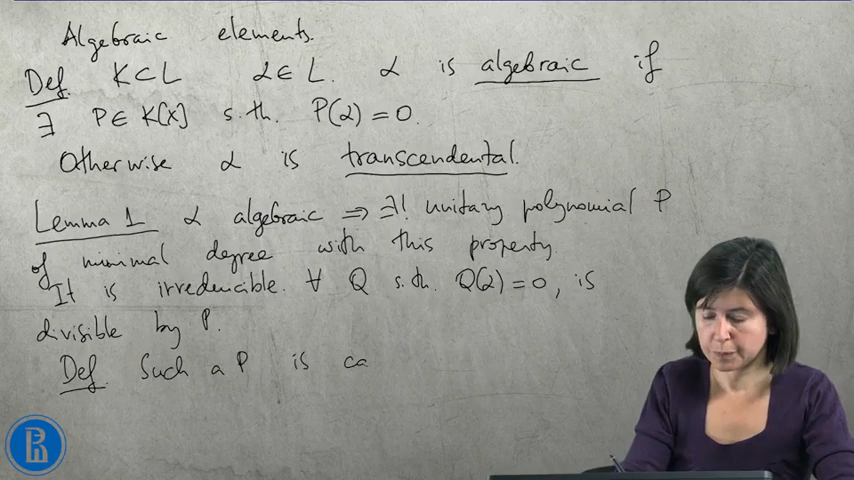 Algebraic elements.
Def. K⊂L α∈L. α is algebraic if
∃ P∈K[X] s.th. P(α)=0.
Otherwise α is transcendental.
Lemma 1 α algebraic ⇒ ∃! unitary polynomial P
of minimal degree with this property.
It is irreducible. ∀ Q s.th. Q(α)=0, is
divisible by P.
Def. Such a P is ca